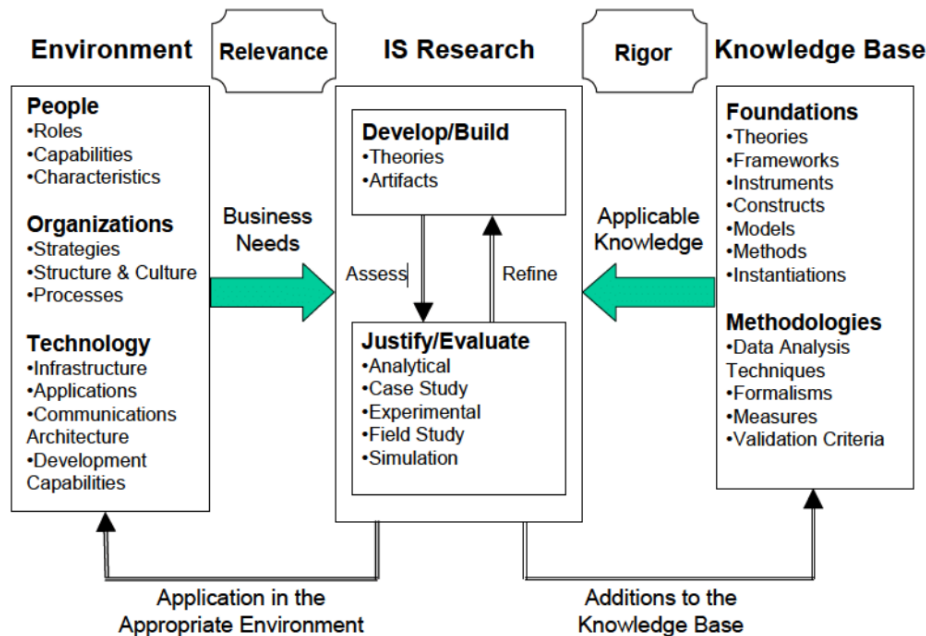 Environment
Relevance
IS Research
Rigor
Knowledge Base
People
•Roles
•Capabilities
•Characteristics
Organizations
•Strategies
•Structure & Culture
•Processes
Technology
•Infrastructure
•Applications
•Communications
Architecture
•Development
Capabilities
Business
Needs
Develop/Build
•Theories
•Artifacts
Assess
Refine
Justify/Evaluate
•Analytical
•Case Study
•Experimental
•Field Study
•Simulation
Applicable
Knowledge
Foundations
•Theories
•Frameworks
•Instruments
•Constructs
•Models
•Methods
•Instantiations
Methodologies
•Data Analysis
Techniques
•Formalisms
•Measures
•Validation Criteria
Application in the
Appropriate Environment
Additions to the
Knowledge Base